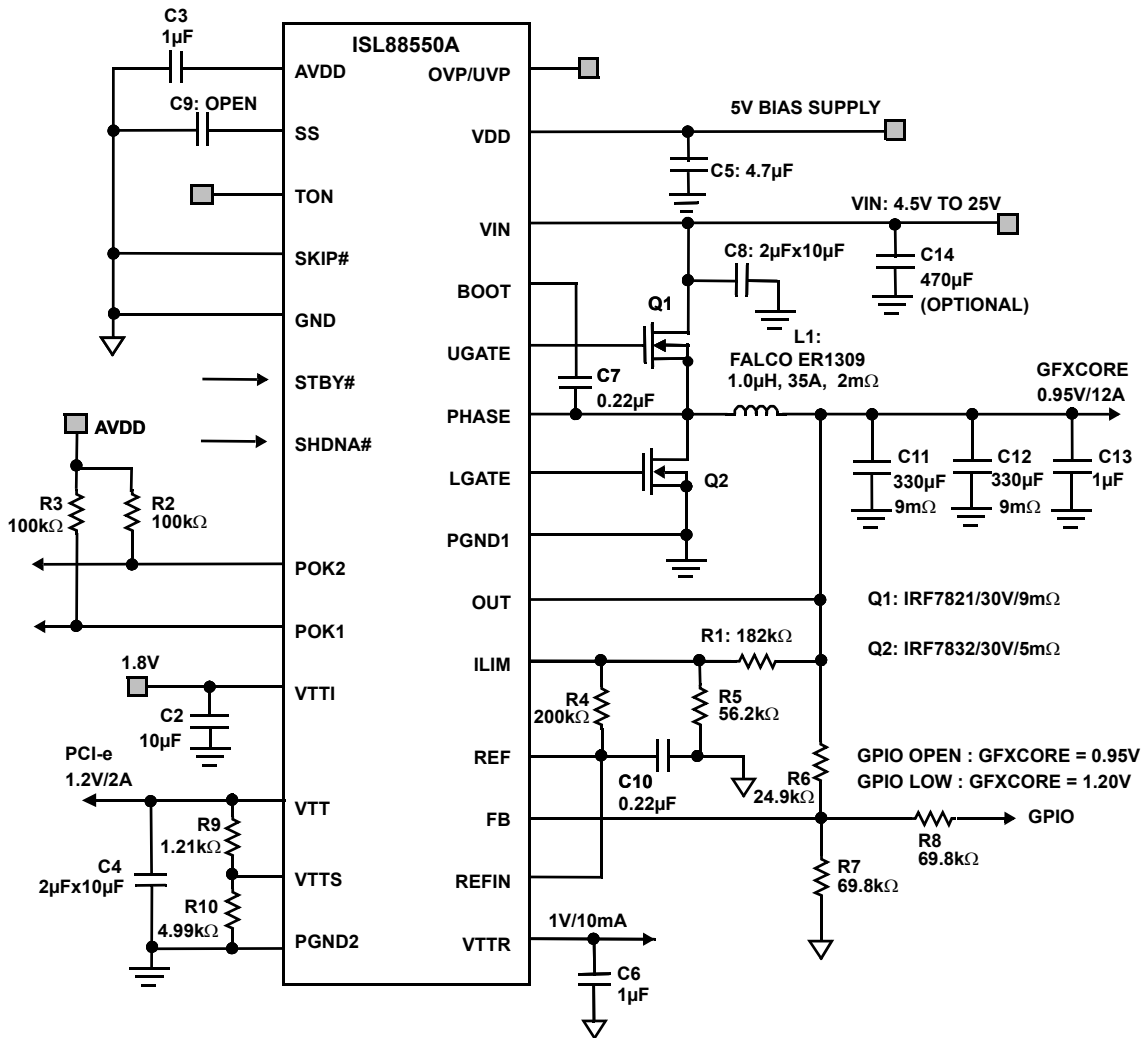 C3
1µF
C9: OPEN
ISL88550A
AVDD
SS
TON
SKIP#
GND
STBY#
SHDNA#
AVDD
R3
100kΩ
R2
100kΩ
POK2
POK1
1.8V
VTTI
C2
10µF
PCI-e
1.2V/2A
VTT
R9
1.21kΩ
C4
2µFx10µF
VTTS
R10
4.99kΩ
PGND2
OVP/UVP
VDD
5V BIAS SUPPLY
C5: 4.7µF
VIN
VIN: 4.5V TO 25V
C8: 2µFx10µF
C14
470µF
(OPTIONAL)
BOOT
Q1
UGATE
L1:
FALCO ER1309
1.0µH, 35A, 2mΩ
C7
0.22µF
PHASE
GFXCORE
0.95V/12A
LGATE
Q2
C11
330µF
9mΩ
C12
330µF
9mΩ
C13
1µF
PGND1
OUT
Q1: IRF7821/30V/9mΩ
Q2: IRF7832/30V/5mΩ
R1: 182kΩ
ILIM
R4
200kΩ
R5
56.2kΩ
REF
C10
0.22µF
R6
24.9kΩ
GPIO OPEN : GFXCORE = 0.95V
GPIO LOW : GFXCORE = 1.20V
FB
GPIO
R8
69.8kΩ
R7
69.8kΩ
REFIN
1V/10mA
VTTR
C6
1µF